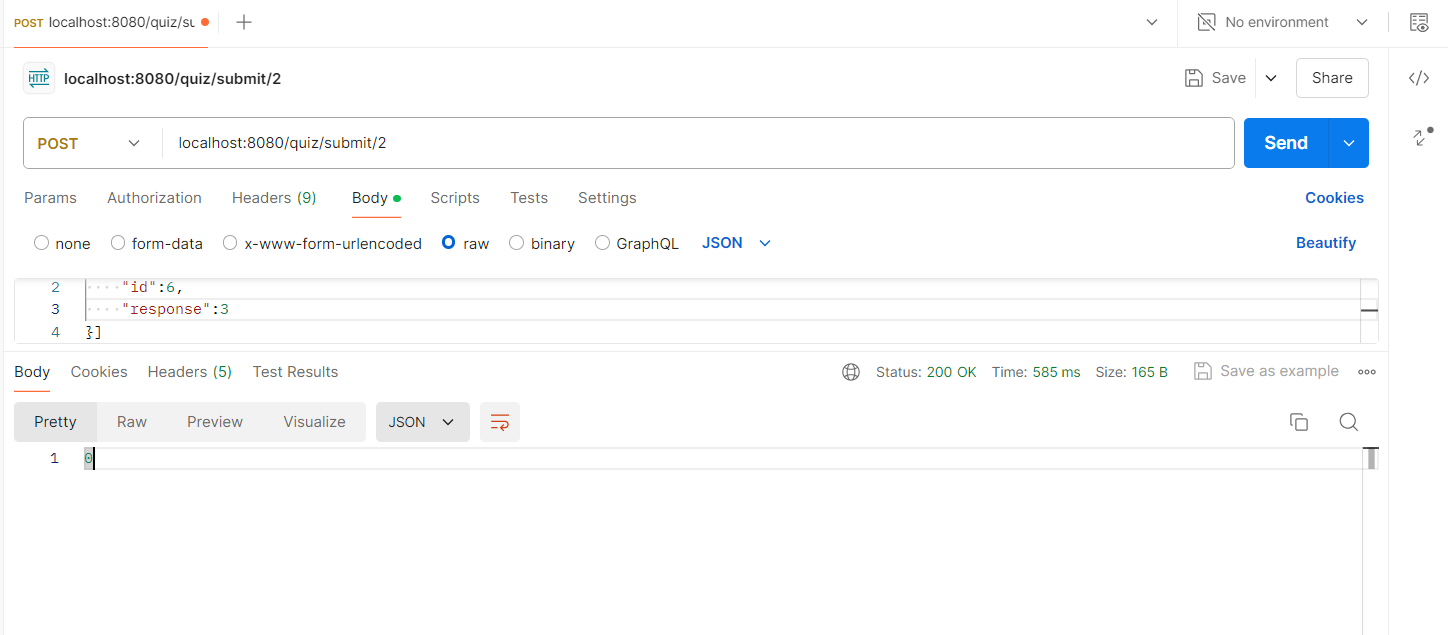 POST localhost:8080/quiz/su
No environment
HTTP localhost:8080/quiz/submit/2
Save
Share
POST localhost:8080/quiz/submit/2
Send
Params Authorization Headers (9) Body Scripts Tests Settings Cookies
none form-data x-www-form-urlencoded raw binary GraphQL JSON Beautify
2 "id":6,
3 "response":3
4 }]
Body Cookies Headers (5) Test Results Status: 200 OK Time: 585 ms Size: 165 B Save as example
Pretty Raw Preview Visualize JSON
1 0